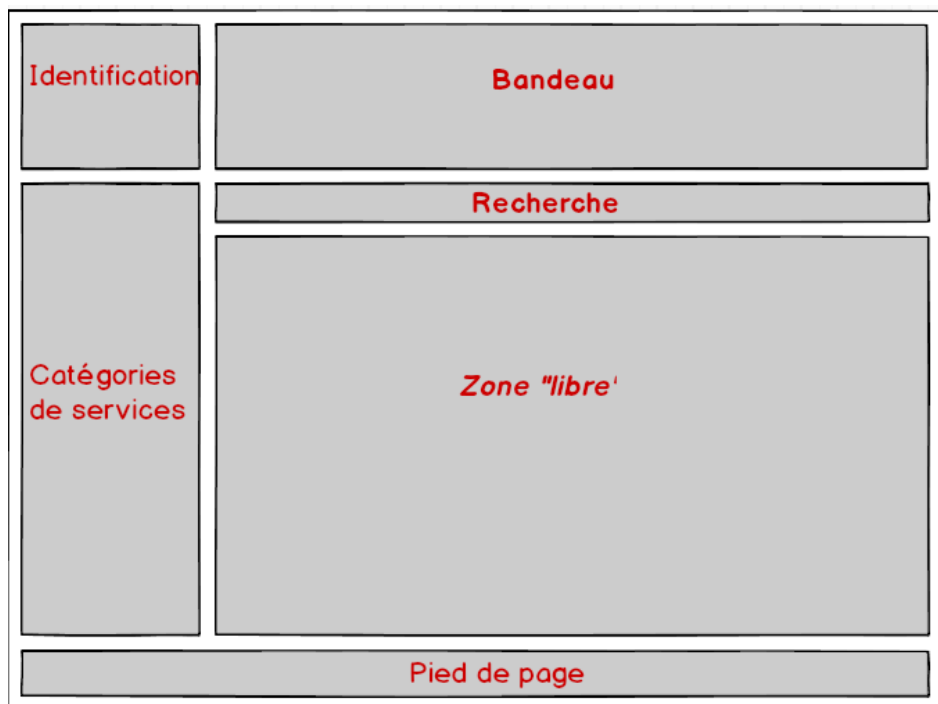 Identification
Bandeau
Recherche
Catégories
de services
Zone "libre'
Pied de page